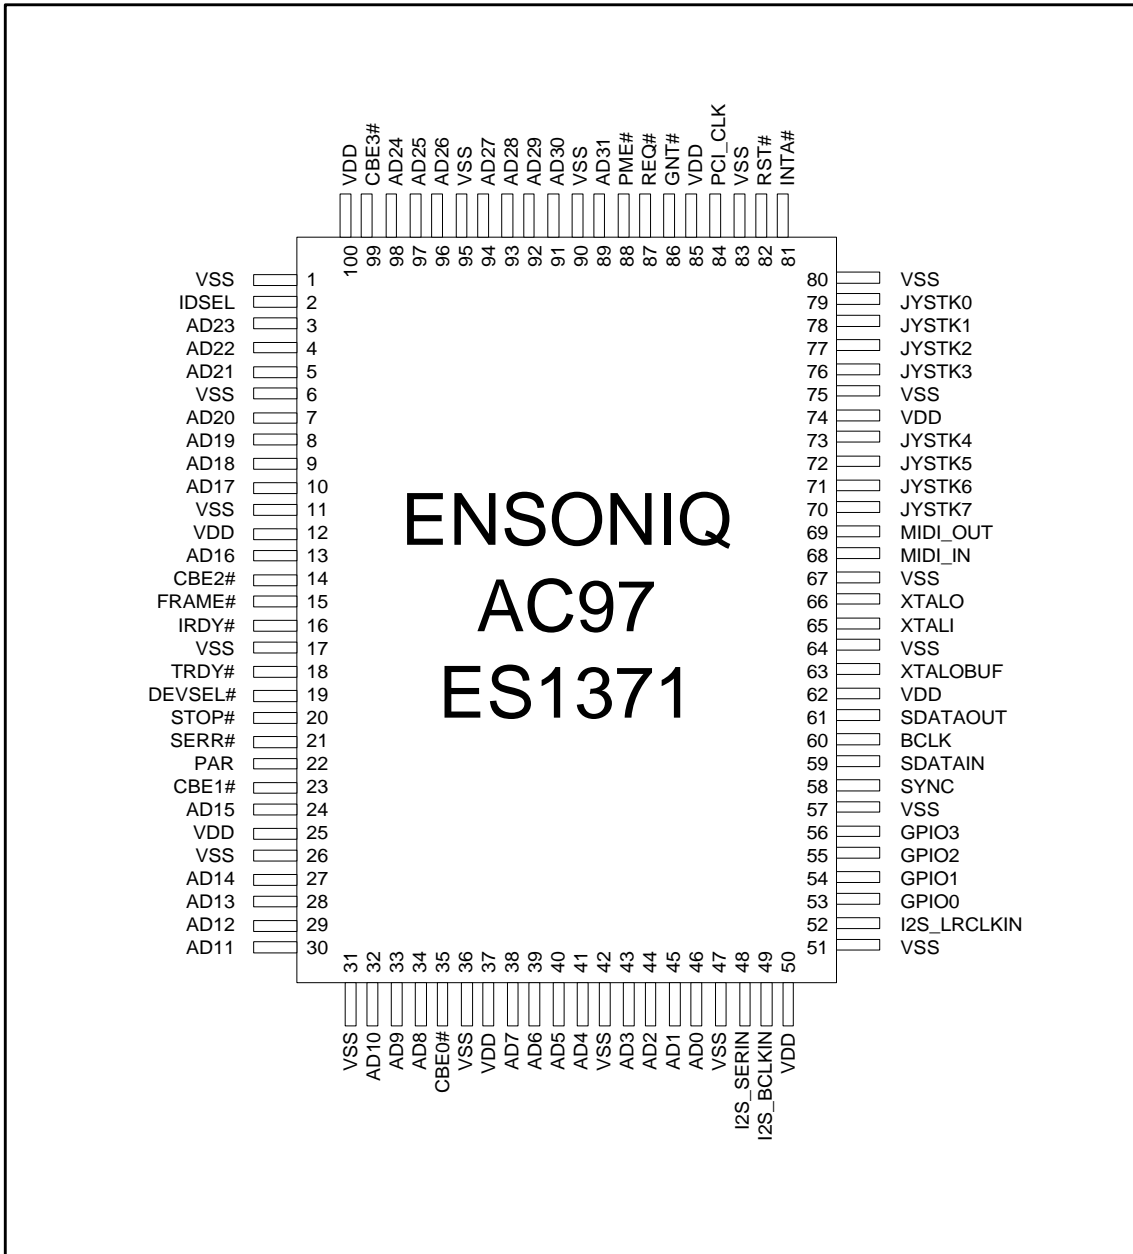 VDD CBE3# AD24 AD25 AD26 VSS AD27 AD28 AD29 AD30 VSS AD31 PME# REQ# GNT# VDD PCI_CLK VSS RST# INTA#
100 99 98 97 96 95 94 93 92 91 90 89 88 87 86 85 84 83 82 81
VSS 1 80 VSS
IDSEL 2 79 JYSTK0
AD23 3 78 JYSTK1
AD22 4 77 JYSTK2
AD21 5 76 JYSTK3
VSS 6 75 VSS
AD20 7 74 VDD
AD19 8 73 JYSTK4
AD18 9 72 JYSTK5
AD17 10 71 JYSTK6
VSS 11 70 JYSTK7
VDD 12 69 MIDI_OUT
AD16 13 68 MIDI_IN
CBE2# 14 67 VSS
FRAME# 15 66 XTALO
IRDY# 16 65 XTALI
VSS 17 64 VSS
TRDY# 18 63 XTALOBUF
DEVSEL# 19 62 VDD
STOP# 20 61 SDATAOUT
SERR# 21 60 BCLK
PAR 22 59 SDATAIN
CBE1# 23 58 SYNC
AD15 24 57 VSS
VDD 25 56 GPIO3
VSS 26 55 GPIO2
AD14 27 54 GPIO1
AD13 28 53 GPIO0
AD12 29 52 I2S_LRCLKIN
AD11 30 51 VSS
ENSONIQ
AC97
ES1371
31 32 33 34 35 36 37 38 39 40 41 42 43 44 45 46 47 48 49 50
VSS AD10 AD9 AD8 CBE0# VSS VDD AD7 AD6 AD5 AD4 VSS AD3 AD2 AD1 AD0 VSS I2S_SERIN I2S_BCLKIN VDD